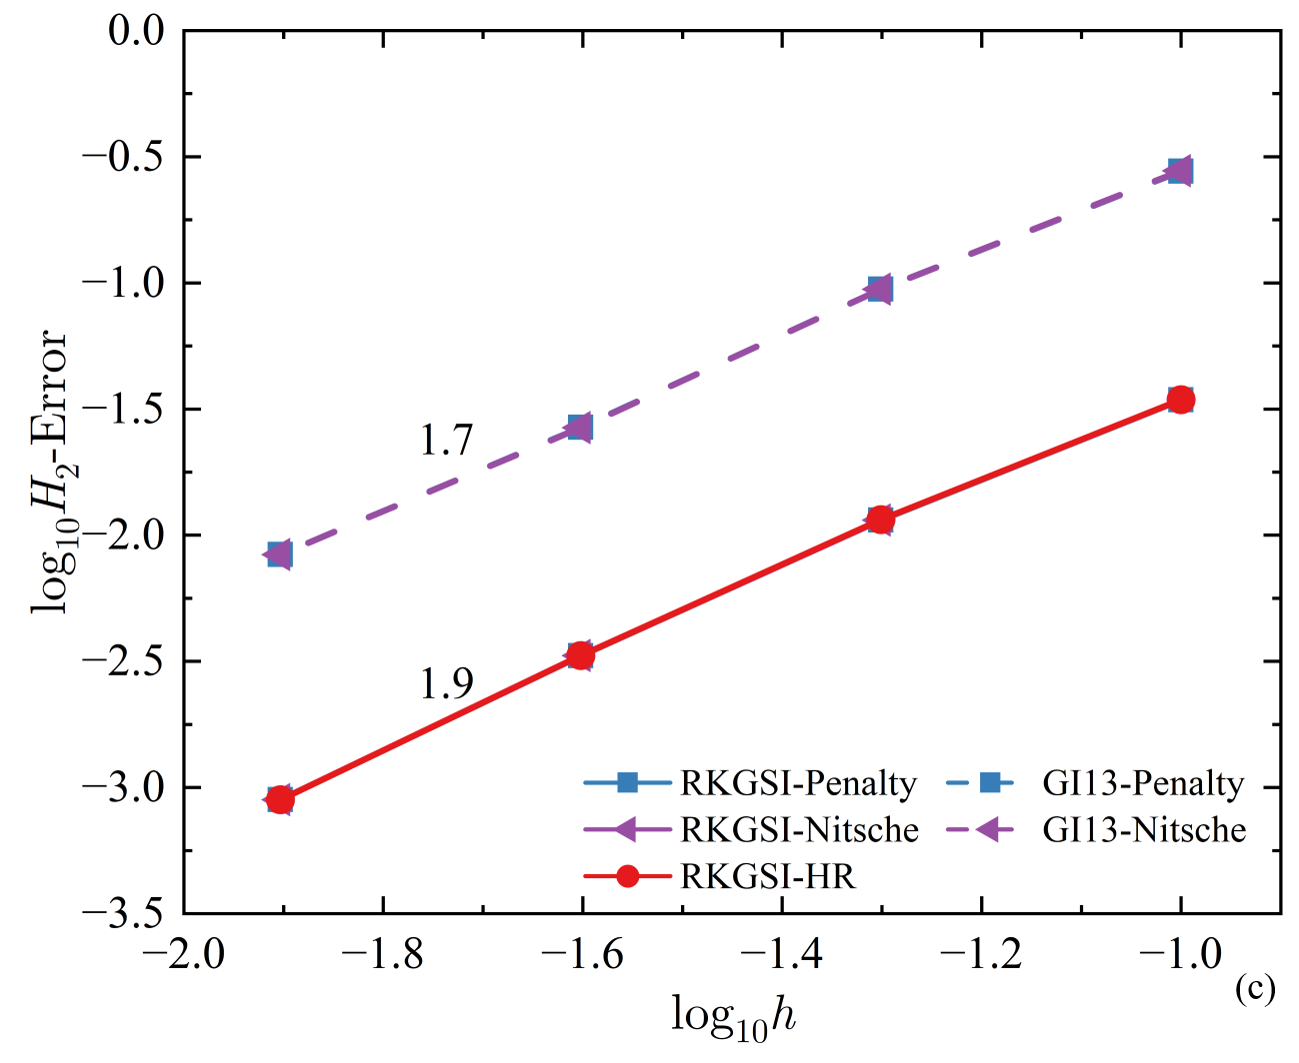 0.0
−0.5
−1.0
−1.5
−2.0
−2.5
−3.0
−3.5
log₁₀H₂-Error
1.7
1.9
RKGSI-Penalty GI13-Penalty
RKGSI-Nitsche GI13-Nitsche
RKGSI-HR
−2.0 −1.8 −1.6 −1.4 −1.2 −1.0
(c)
log₁₀h